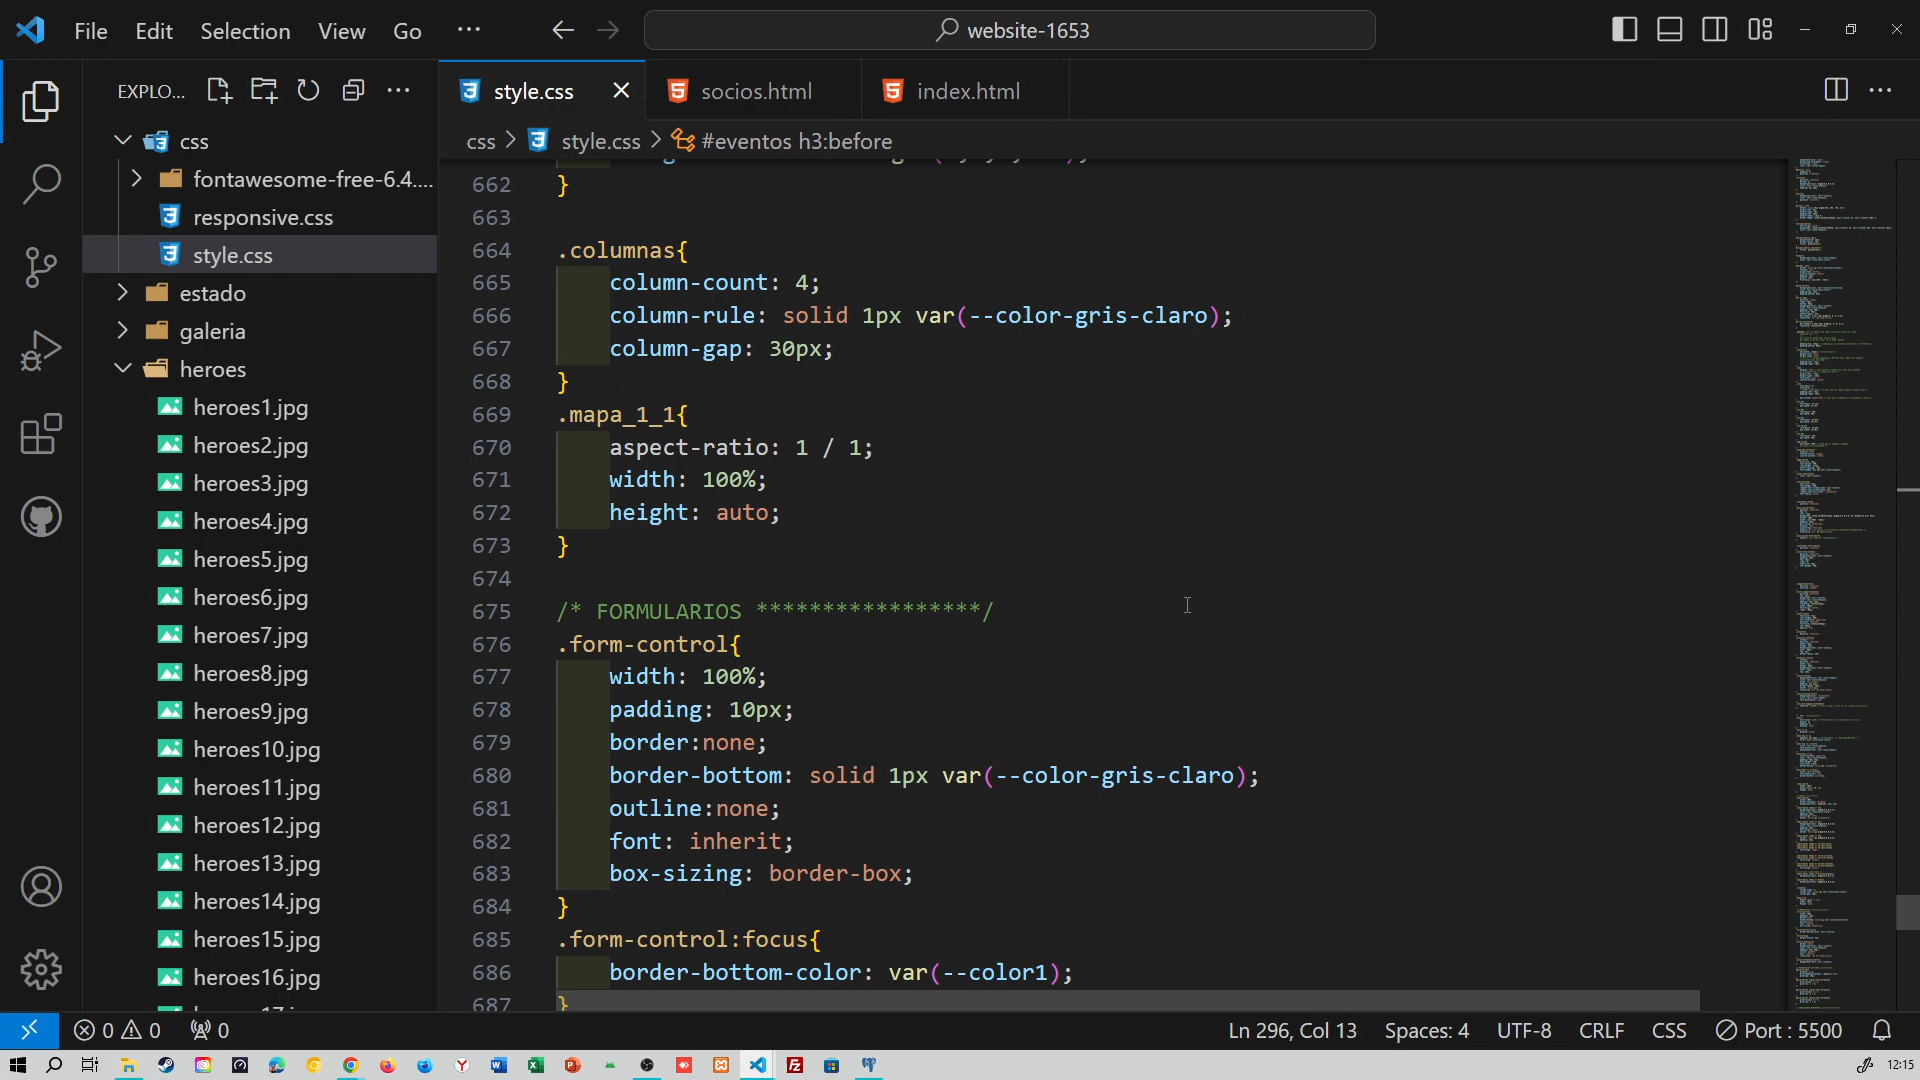 File Edit Selection View Go ··· website-1653
EXPLO... style.css socios.html index.html
css > style.css > #eventos h3:before
css
fontawesome-free-6.4....
responsive.css
style.css
estado
galeria
heroes
heroes1.jpg
heroes2.jpg
heroes3.jpg
heroes4.jpg
heroes5.jpg
heroes6.jpg
heroes7.jpg
heroes8.jpg
heroes9.jpg
heroes10.jpg
heroes11.jpg
heroes12.jpg
heroes13.jpg
heroes14.jpg
heroes15.jpg
heroes16.jpg
662 }
663
664 .columnas{
665 column-count: 4;
666 column-rule: solid 1px var(--color-gris-claro);
667 column-gap: 30px;
668 }
669 .mapa_1_1{
670 aspect-ratio: 1 / 1;
671 width: 100%;
672 height: auto;
673 }
674
675 /* FORMULARIOS *****************/
676 .form-control{
677 width: 100%;
678 padding: 10px;
679 border:none;
680 border-bottom: solid 1px var(--color-gris-claro);
681 outline:none;
682 font: inherit;
683 box-sizing: border-box;
684 }
685 .form-control:focus{
686 border-bottom-color: var(--color1);
687 }
0 0 0 Ln 296, Col 13 Spaces: 4 UTF-8 CRLF CSS Port : 5500
12:15